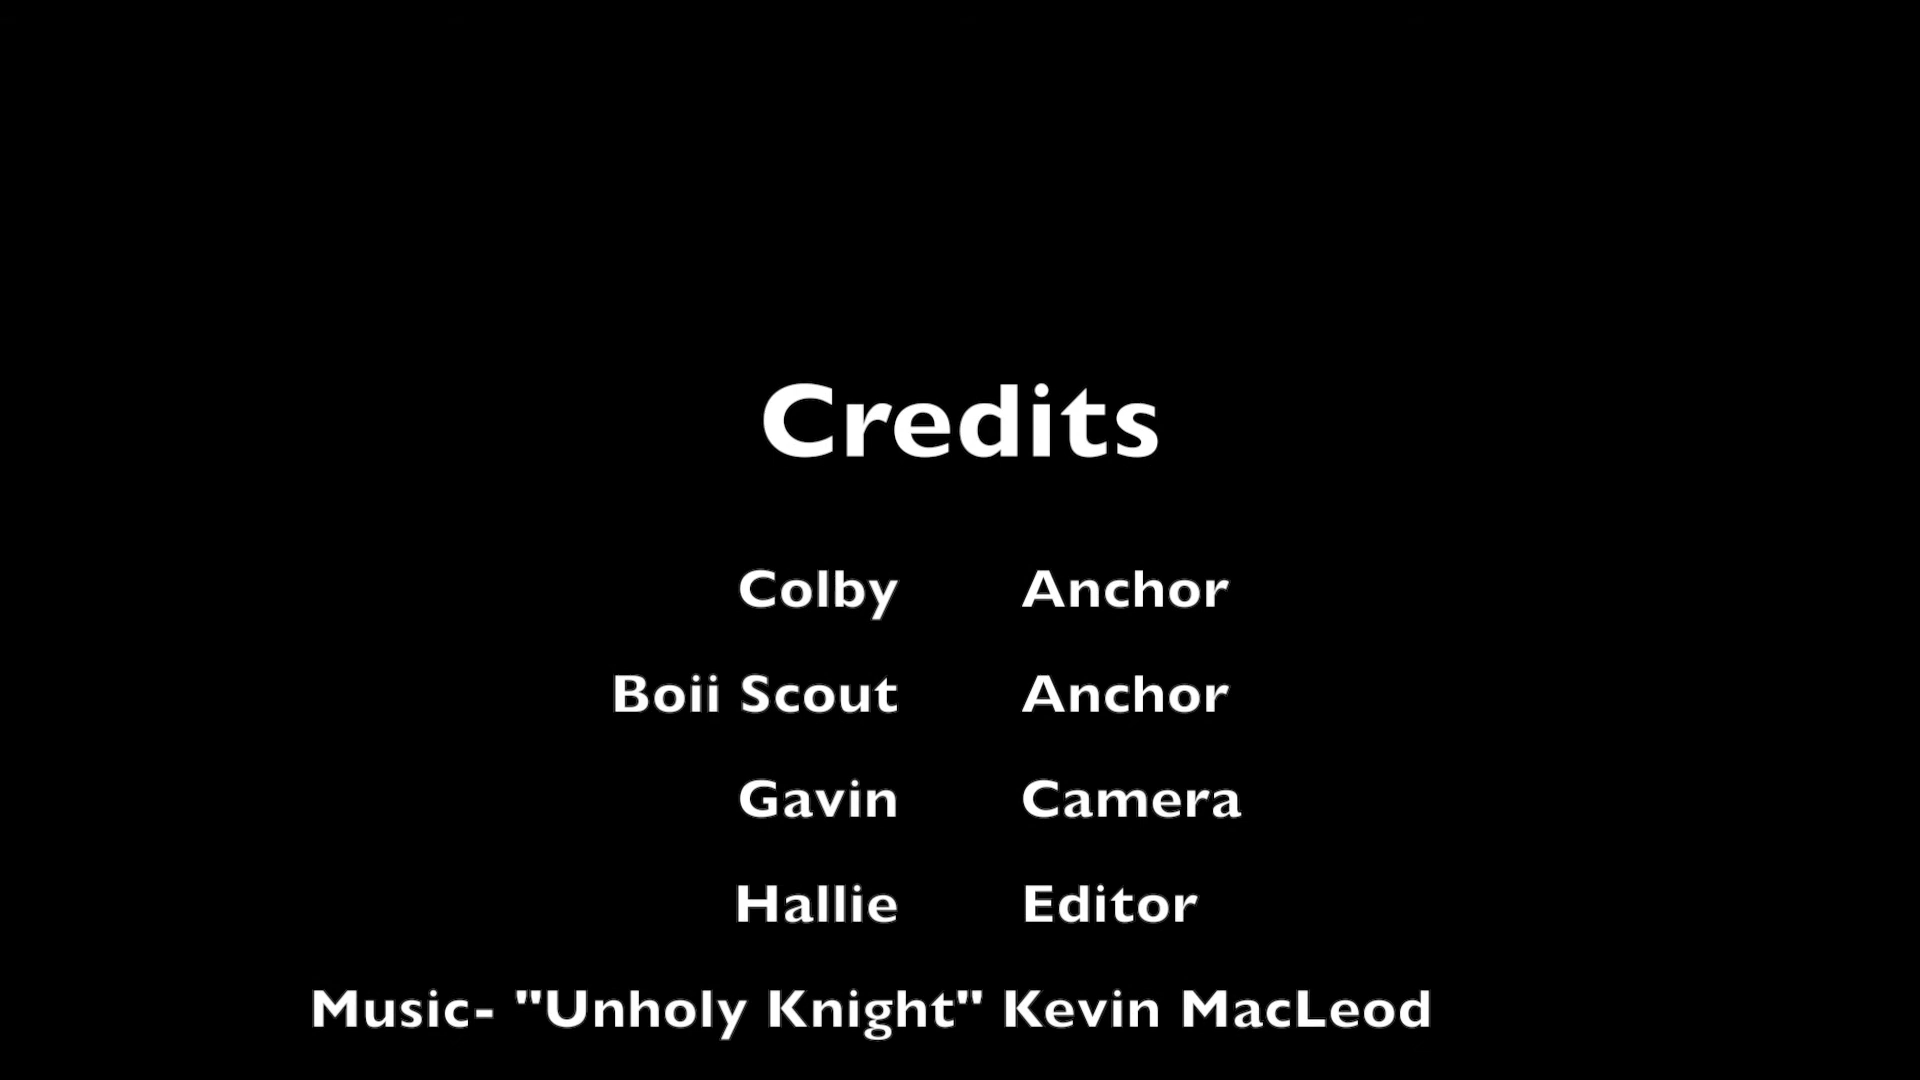 Credits
Colby Anchor
Boii Scout Anchor
Gavin Camera
Hallie Editor
Music- "Unholy Knight" Kevin MacLeod